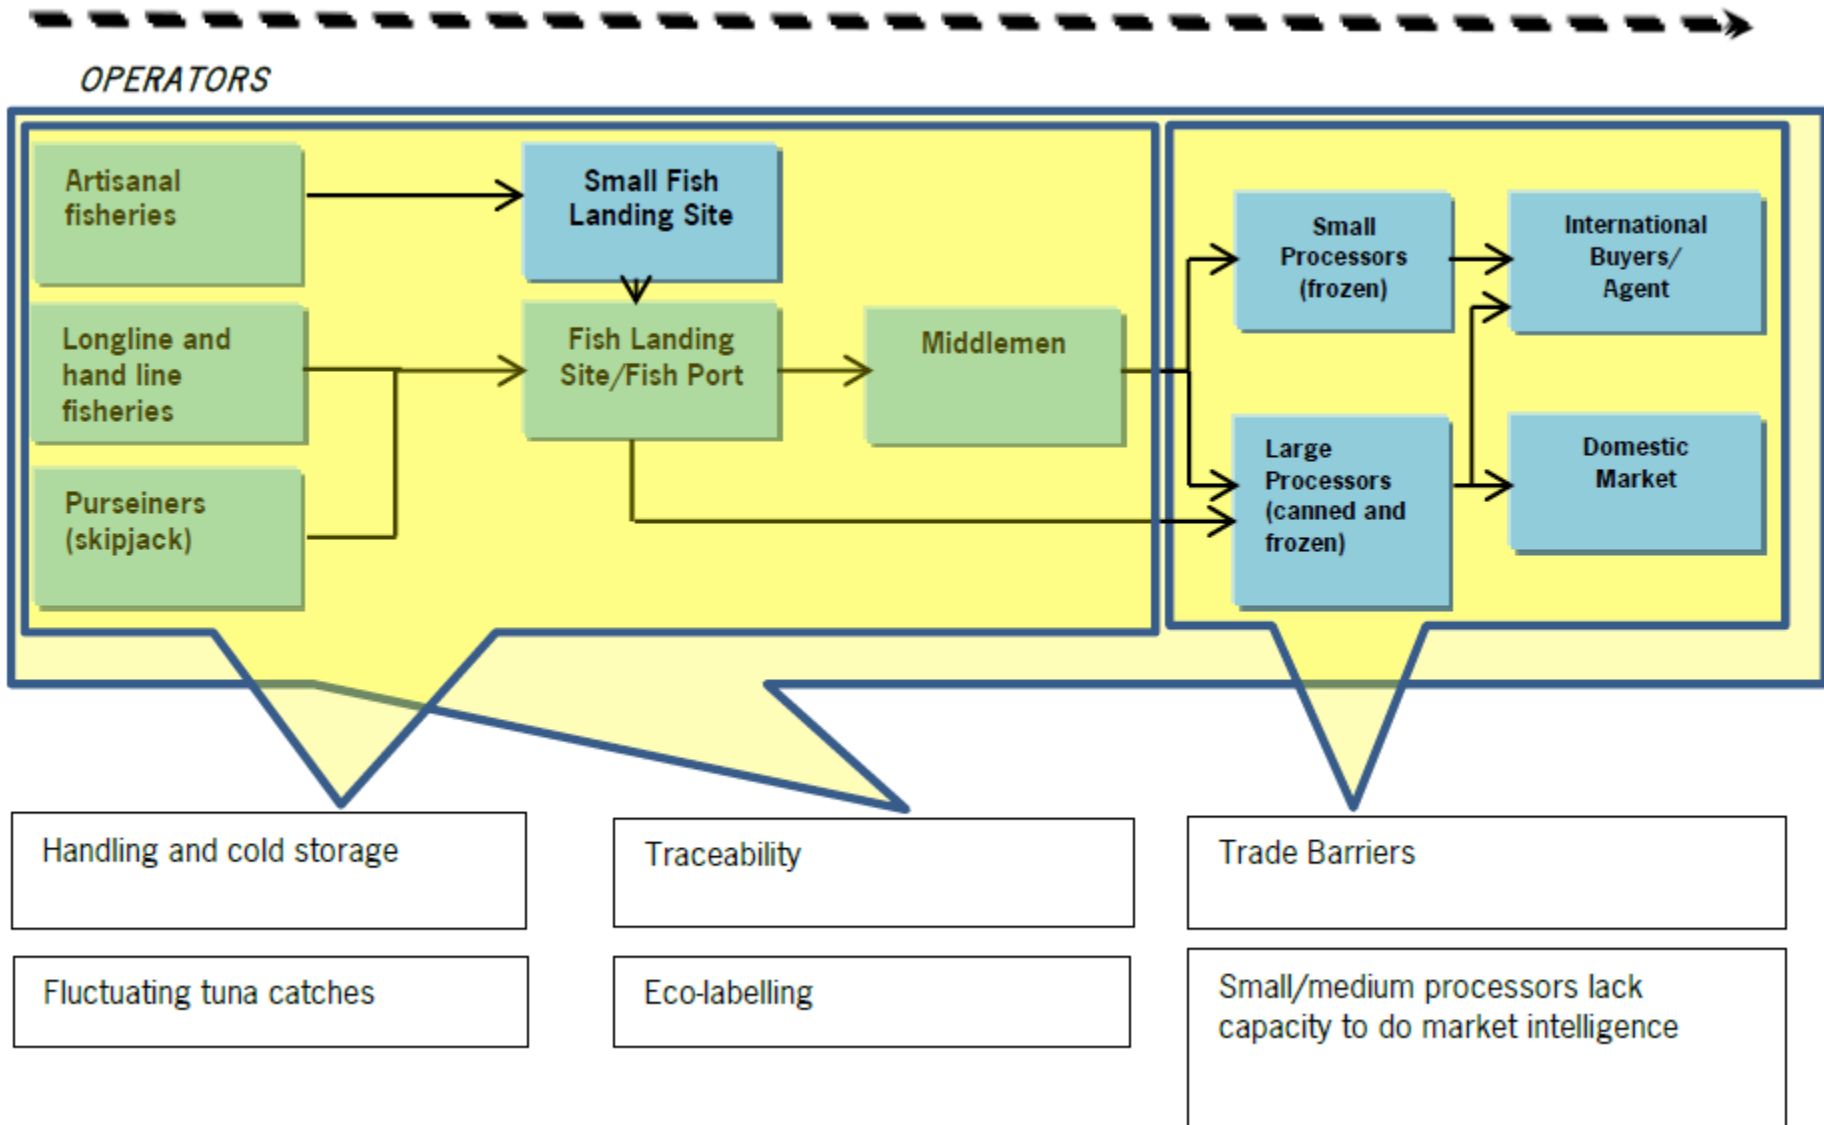 OPERATORS
Artisanal
fisheries
Small Fish
Landing Site
Longline and
hand line
fisheries
Fish Landing
Site/Fish Port
Middlemen
Purseiners
(skipjack)
Small
Processors
(frozen)
International
Buyers/
Agent
Large
Processors
(canned and
frozen)
Domestic
Market
Handling and cold storage
Traceability
Trade Barriers
Fluctuating tuna catches
Eco-labelling
Small/medium processors lack
capacity to do market intelligence